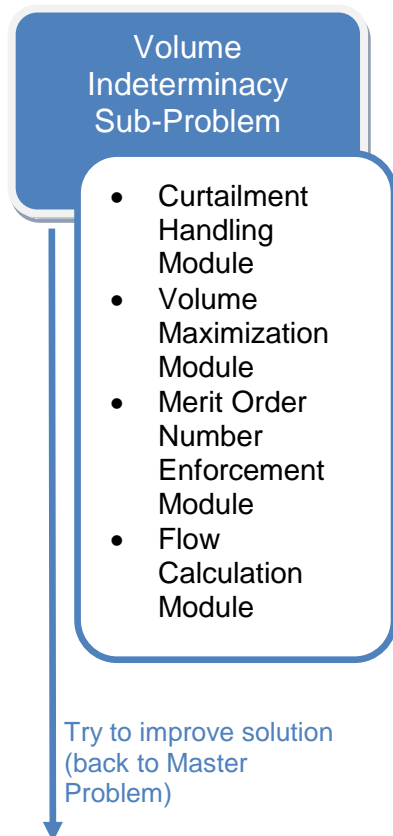 Volume
Indeterminacy
Sub-Problem
• Curtailment
Handling
Module
• Volume
Maximization
Module
• Merit Order
Number
Enforcement
Module
• Flow
Calculation
Module
Try to improve solution
(back to Master
Problem)